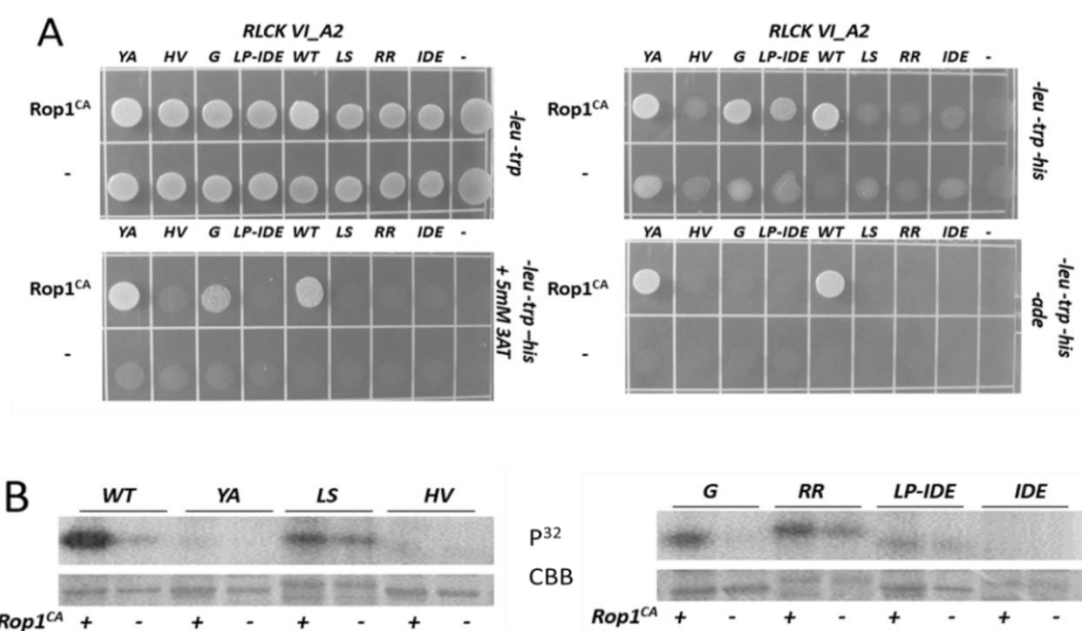 A
RLCK VI_A2
YA HV G LP-IDE WT LS RR IDE -
Rop1CA
-
-leu -trp
RLCK VI_A2
YA HV G LP-IDE WT LS RR IDE -
Rop1CA
-
-leu -trp -his
YA HV G LP-IDE WT LS RR IDE -
Rop1CA
-
-leu -trp –his
+ 5mM 3AT
YA HV G LP-IDE WT LS RR IDE -
Rop1CA
-
-leu -trp -his
-ade
B
WT YA LS HV
P32
CBB
Rop1CA + - + - + - + -
G RR LP-IDE IDE
Rop1CA + - + - + - + -